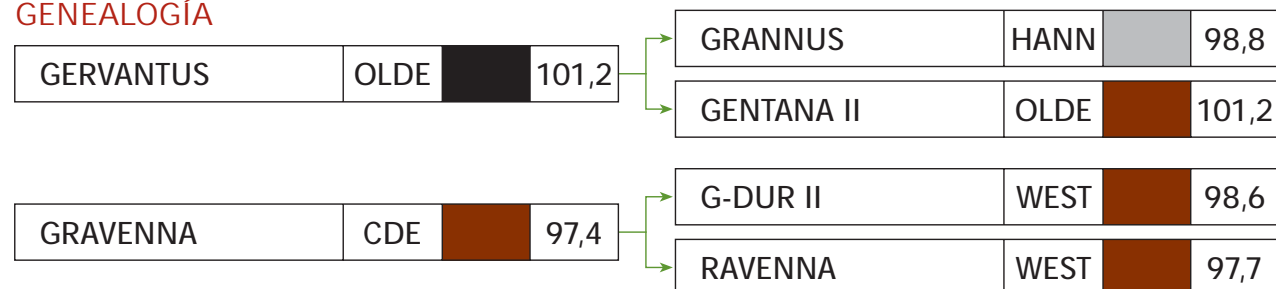 GENEALOGÍA
GERVANTUS OLDE 101,2
GRANNUS HANN 98,8
GENTANA II OLDE 101,2
GRAVENNA CDE 97,4
G-DUR II WEST 98,6
RAVENNA WEST 97,7